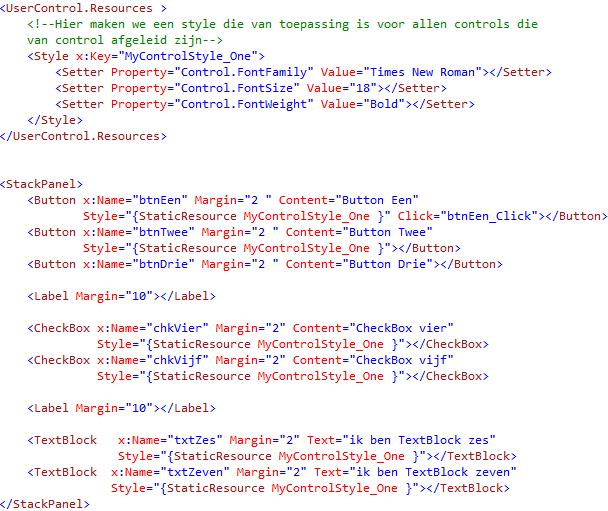 <UserControl.Resources >
<!--Hier maken we een style die van toepassing is voor allen controls die
van control afgeleid zijn-->
<Style x:Key="MyControlStyle_One">
<Setter Property="Control.FontFamily" Value="Times New Roman"></Setter>
<Setter Property="Control.FontSize" Value="18"></Setter>
<Setter Property="Control.FontWeight" Value="Bold"></Setter>
</Style>
</UserControl.Resources>
<StackPanel>
<Button x:Name="btnEen" Margin="2 " Content="Button Een"
Style="{StaticResource MyControlStyle_One }" Click="btnEen_Click"></Button>
<Button x:Name="btnTwee" Margin="2 " Content="Button Twee"
Style="{StaticResource MyControlStyle_One }"></Button>
<Button x:Name="btnDrie" Margin="2 " Content="Button Drie"></Button>
<Label Margin="10"></Label>
<CheckBox x:Name="chkVier" Margin="2" Content="CheckBox vier"
Style="{StaticResource MyControlStyle_One }"></CheckBox>
<CheckBox x:Name="chkVijf" Margin="2" Content="CheckBox vijf"
Style="{StaticResource MyControlStyle_One }"></CheckBox>
<Label Margin="10"></Label>
<TextBlock x:Name="txtZes" Margin="2" Text="ik ben TextBlock zes"
Style="{StaticResource MyControlStyle_One }"></TextBlock>
<TextBlock x:Name="txtZeven" Margin="2" Text="ik ben TextBlock zeven"
Style="{StaticResource MyControlStyle_One }"></TextBlock>
</StackPanel>